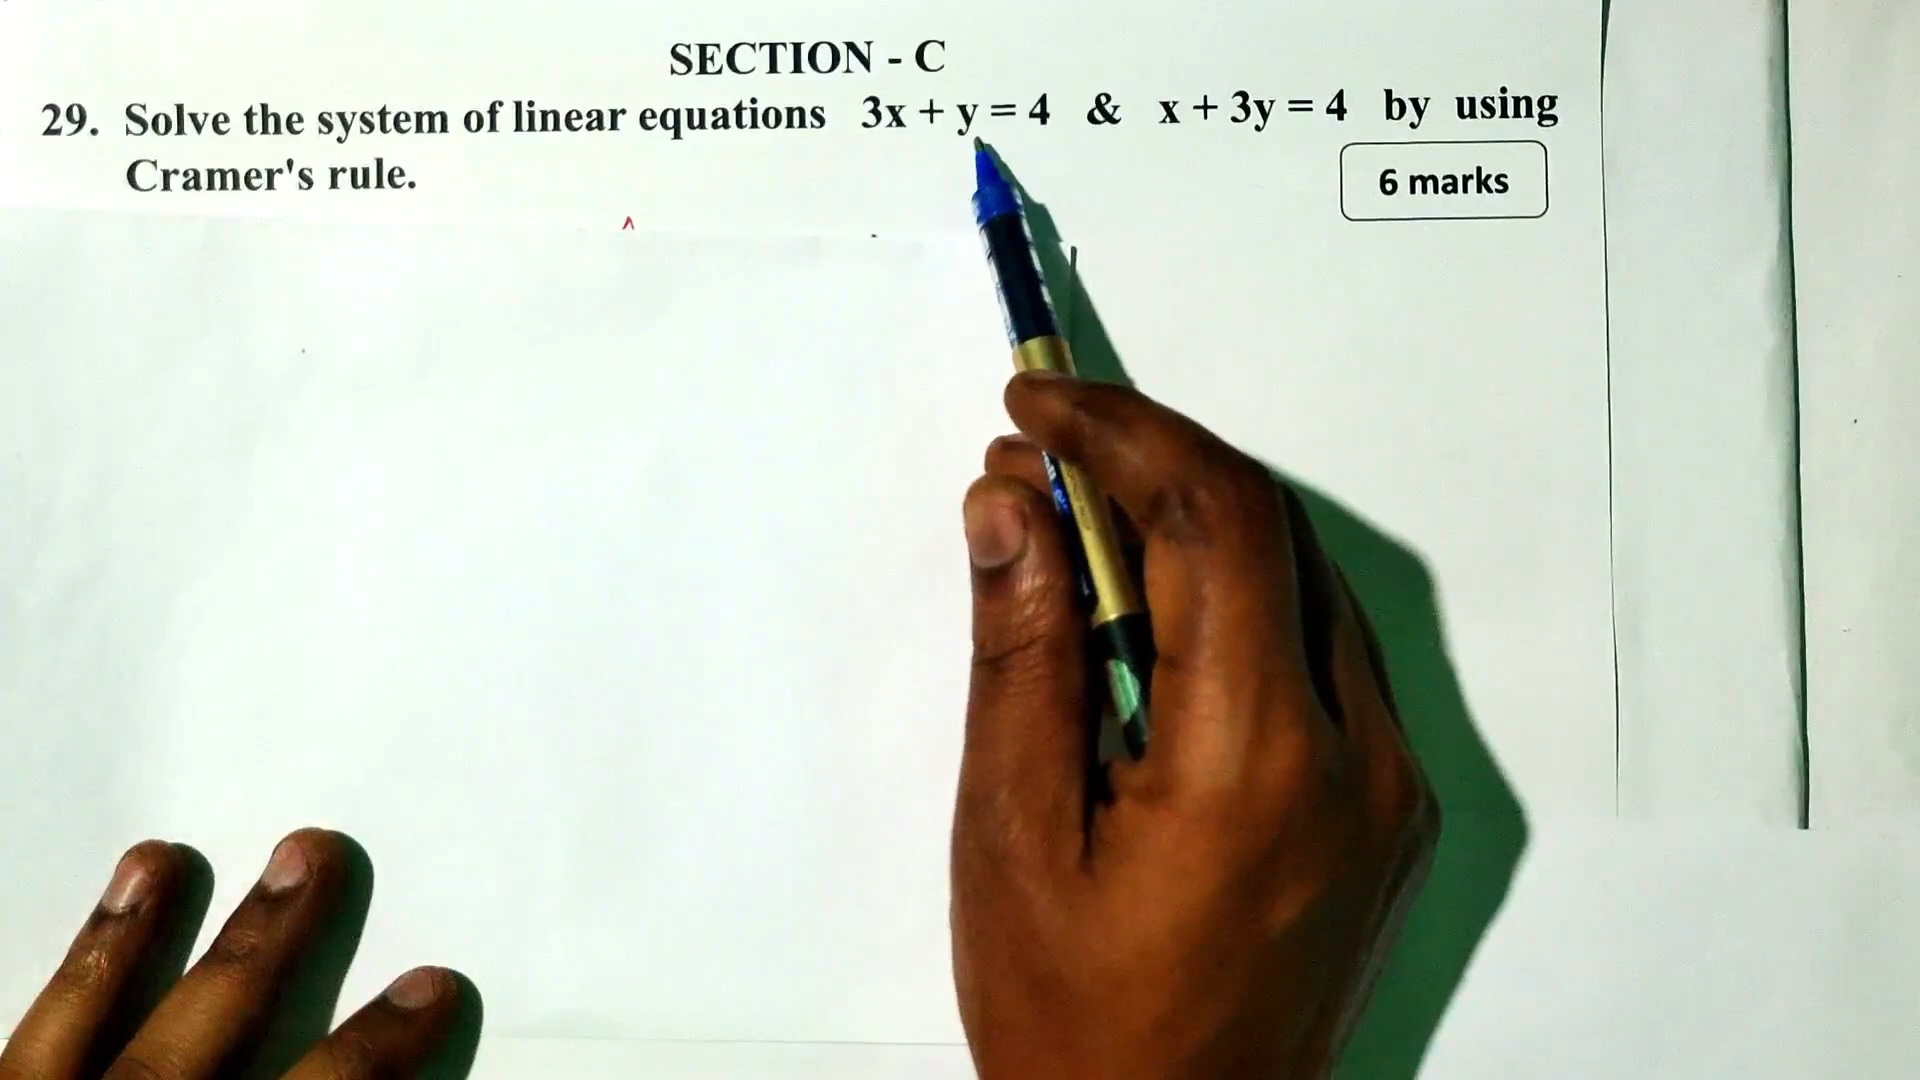 SECTION - C
29. Solve the system of linear equations 3x + y = 4 & x + 3y = 4 by using
Cramer's rule.
6 marks